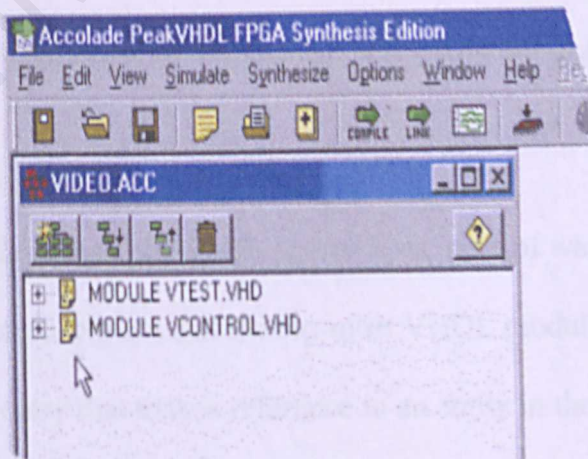 Accolade PeakVHDL FPGA Synthesis Edition
File Edit View Simulate Synthesize Options Window Help
COMPILE LINK
VIDEO.ACC
MODULE VTEST.VHD
MODULE VCONTROL.VHD